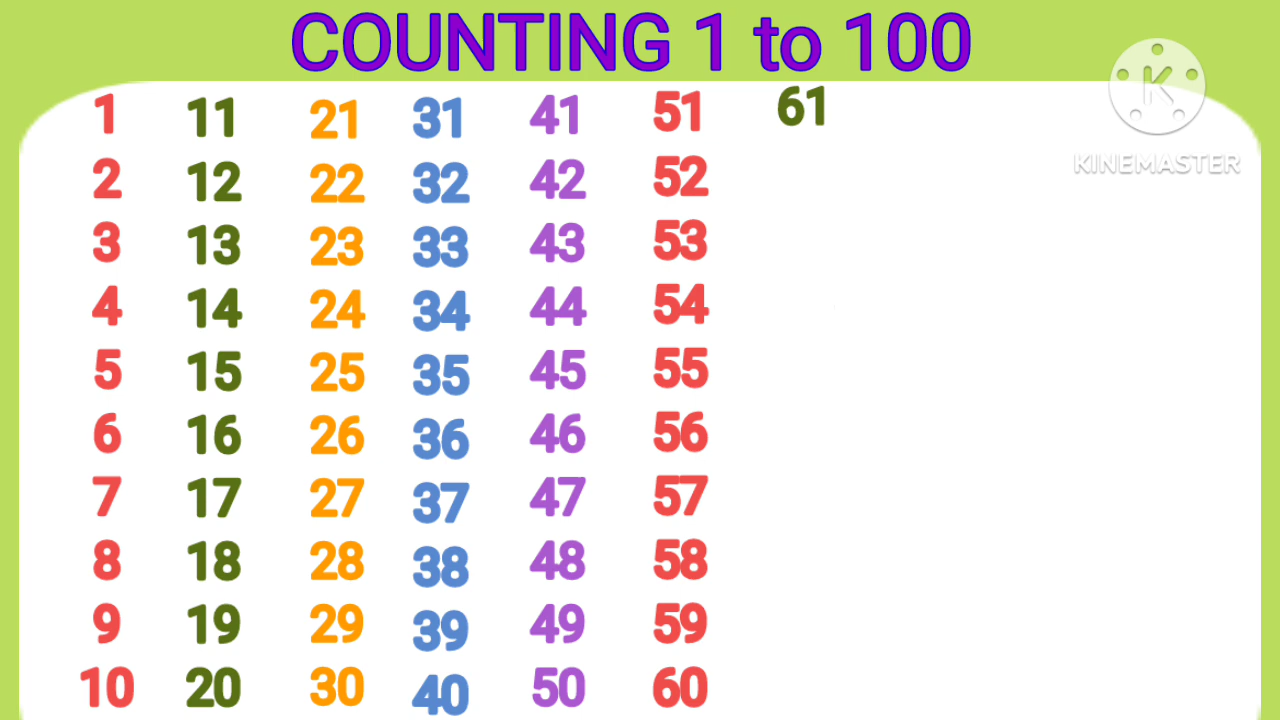 COUNTING 1 to 100
1 11 21 31 41 51 61
2 12 22 32 42 52
3 13 23 33 43 53
4 14 24 34 44 54
5 15 25 35 45 55
6 16 26 36 46 56
7 17 27 37 47 57
8 18 28 38 48 58
9 19 29 39 49 59
10 20 30 40 50 60
K
KINEMASTER